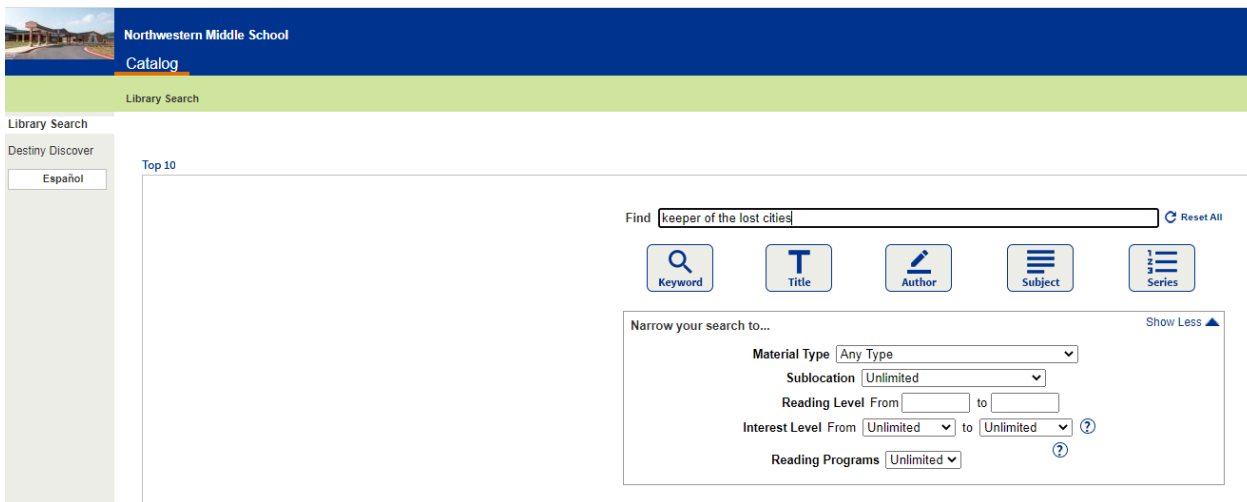 Northwestern Middle School
Catalog
Library Search
Library Search
Destiny Discover
Español
Top 10
Find keeper of the lost cities Reset All
Keyword Title Author Subject Series
Narrow your search to... Show Less
Material Type Any Type
Sublocation Unlimited
Reading Level From to
Interest Level From Unlimited to Unlimited ?
?
Reading Programs Unlimited